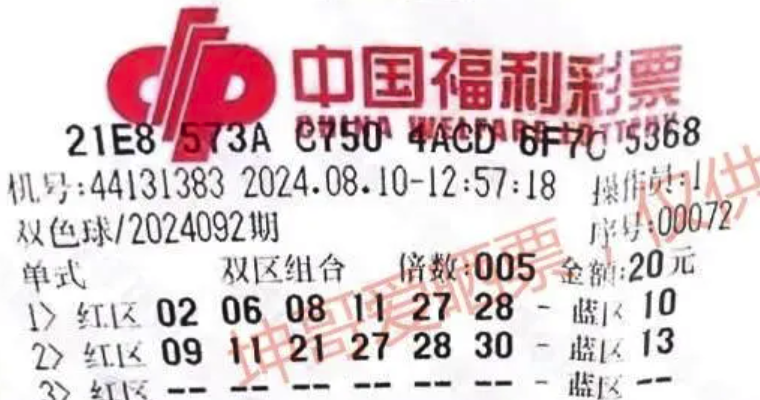 中国福利彩票
CHINA WELFARE LOTTERY
21E8 573A C750 4ACD 6F7C 5368
机号:44131383 2024.08.10-12:57:18 操作员:1
双色球/2024092期 序号:00072
单式 双区组合 倍数:005 金额:20元
1> 红区 02 06 08 11 27 28 - 蓝区 10
2> 红区 09 11 21 27 28 30 - 蓝区 13
3> 红区 -- -- -- -- -- -- - 蓝区 --
坤哥爱晒票，仅供